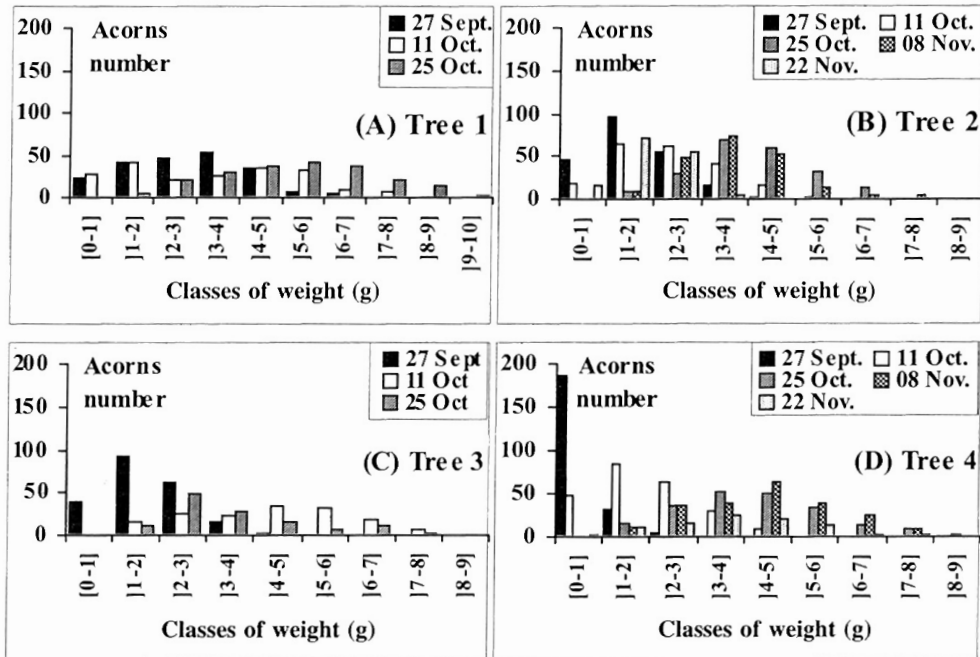 200
150
100
50
0
Acorns
number
27 Sept.
11 Oct.
25 Oct.
(A) Tree 1
[0-1]
]1-2]
]2-3]
]3-4]
]4-5]
]5-6]
]6-7]
]7-8]
]8-9]
]9-10]
Classes of weight (g)
200
150
100
50
0
Acorns
number
27 Sept. 11 Oct.
25 Oct. 08 Nov.
22 Nov.
(B) Tree 2
[0-1]
]1-2]
]2-3]
]3-4]
]4-5]
]5-6]
]6-7]
]7-8]
]8-9]
Classes of weight (g)
200
150
100
50
0
Acorns
number
27 Sept
11 Oct
25 Oct
(C) Tree 3
[0-1]
]1-2]
]2-3]
]3-4]
]4-5]
]5-6]
]6-7]
]7-8]
]8-9]
Classes of weight (g)
200
150
100
50
0
Acorns
number
27 Sept. 11 Oct.
25 Oct. 08 Nov.
22 Nov.
(D) Tree 4
[0-1]
]1-2]
]2-3]
]3-4]
]4-5]
]5-6]
]6-7]
]7-8]
]8-9]
Classes of weight (g)